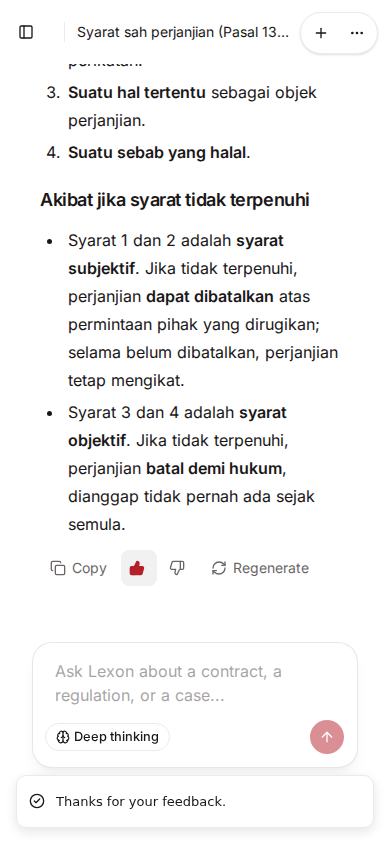 Syarat sah perjanjian (Pasal 13...
perikatan.
3. Suatu hal tertentu sebagai objek
perjanjian.
4. Suatu sebab yang halal.
Akibat jika syarat tidak terpenuhi
• Syarat 1 dan 2 adalah syarat
subjektif. Jika tidak terpenuhi,
perjanjian dapat dibatalkan atas
permintaan pihak yang dirugikan;
selama belum dibatalkan, perjanjian
tetap mengikat.
• Syarat 3 dan 4 adalah syarat
objektif. Jika tidak terpenuhi,
perjanjian batal demi hukum,
dianggap tidak pernah ada sejak
semula.
Copy Regenerate
Ask Lexon about a contract, a
regulation, or a case...
Deep thinking
Thanks for your feedback.